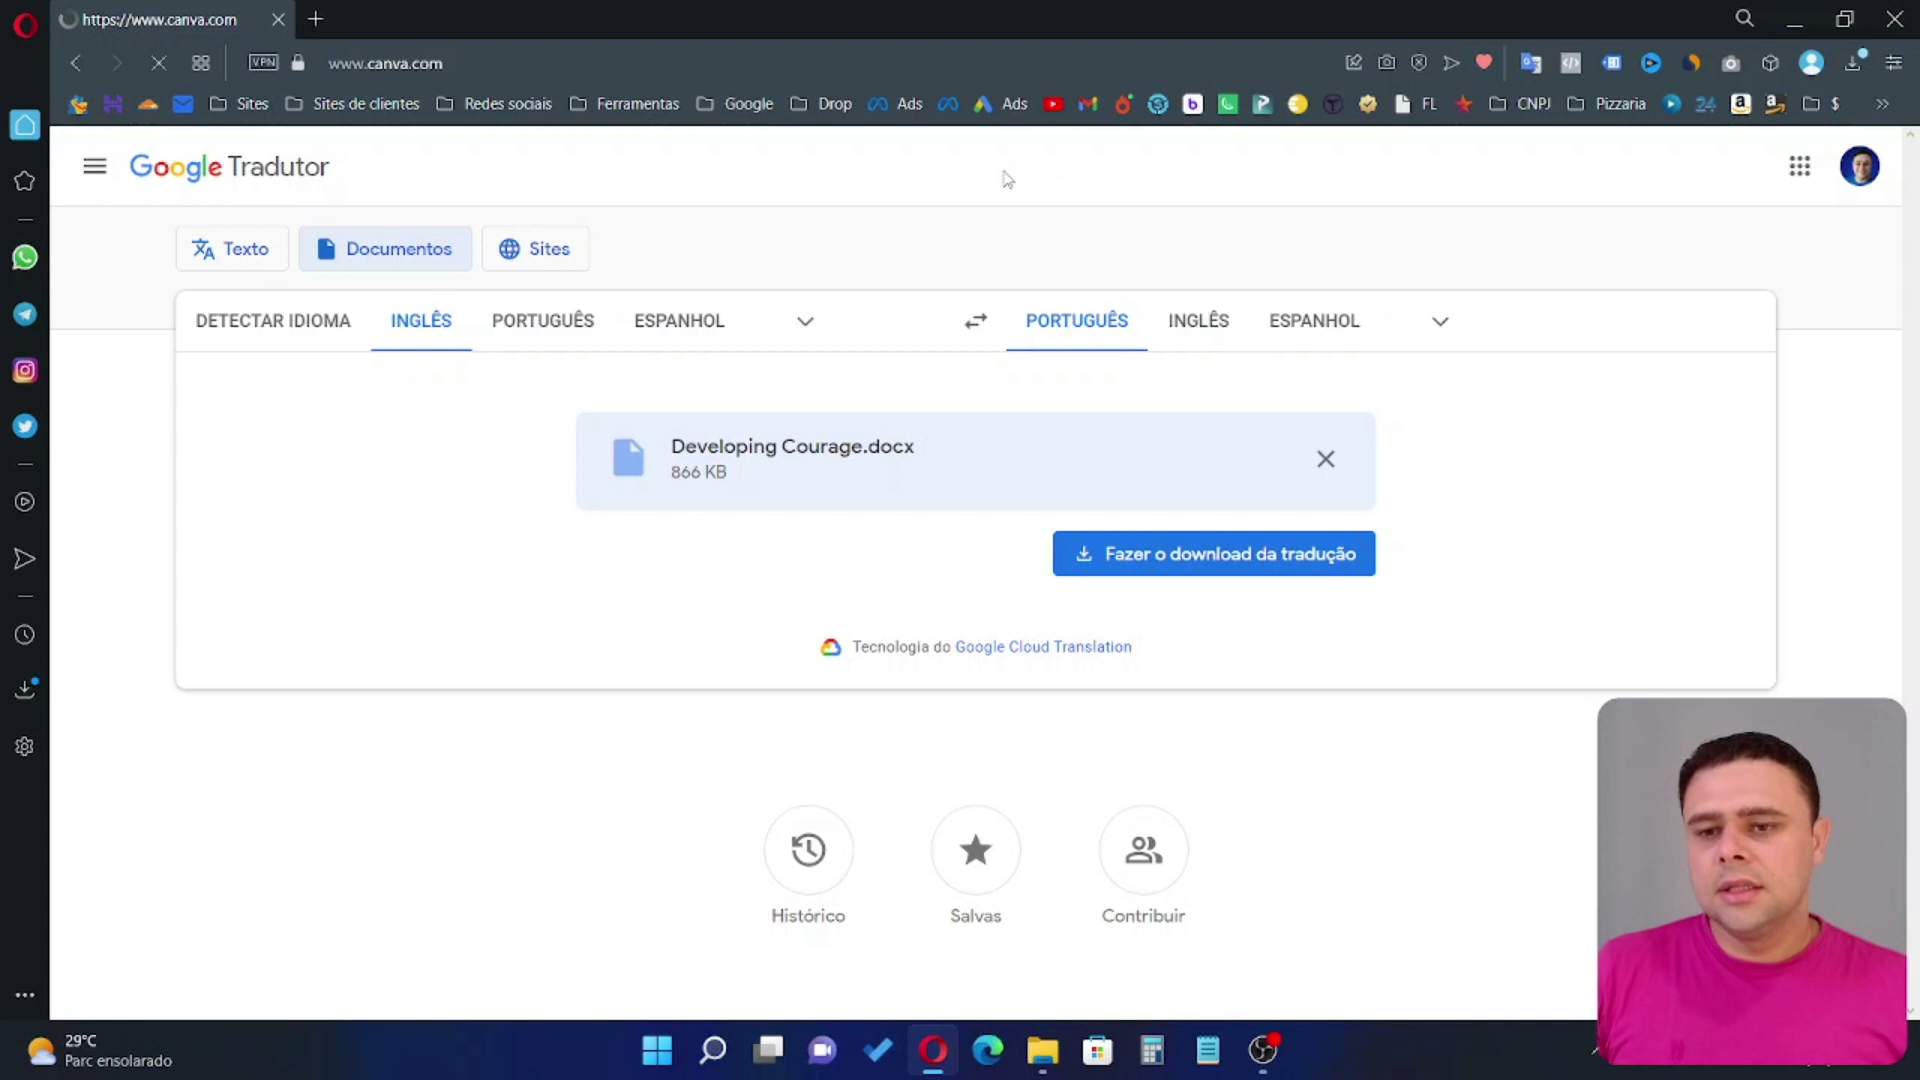 https://www.canva.com
VPN
www.canva.com
Sites
Sites de clientes
Redes sociais
Ferramentas
Google
Drop
Ads
Ads
FL
CNPJ
Pizzaria
24
$
Google Tradutor
Texto
Documentos
Sites
DETECTAR IDIOMA
INGLÊS
PORTUGUÊS
ESPANHOL
PORTUGUÊS
INGLÊS
ESPANHOL
Developing Courage.docx
866 KB
Fazer o download da tradução
Tecnologia do Google Cloud Translation
Histórico
Salvas
Contribuir
29°C
Parc ensolarado